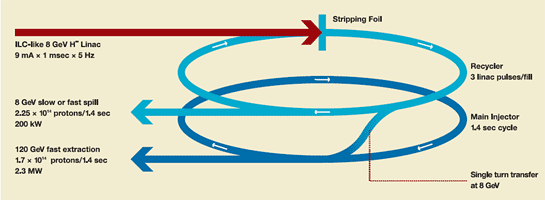 Stripping Foil
ILC-like 8 GeV H⁻ Linac
9 mA × 1 msec × 5 Hz
Recycler
3 linac pulses/fill
8 GeV slow or fast spill
2.25 × 10¹⁴ protons/1.4 sec
200 kW
Main Injector
1.4 sec cycle
120 GeV fast extraction
1.7 × 10¹⁴ protons/1.4 sec
2.3 MW
Single turn transfer
at 8 GeV